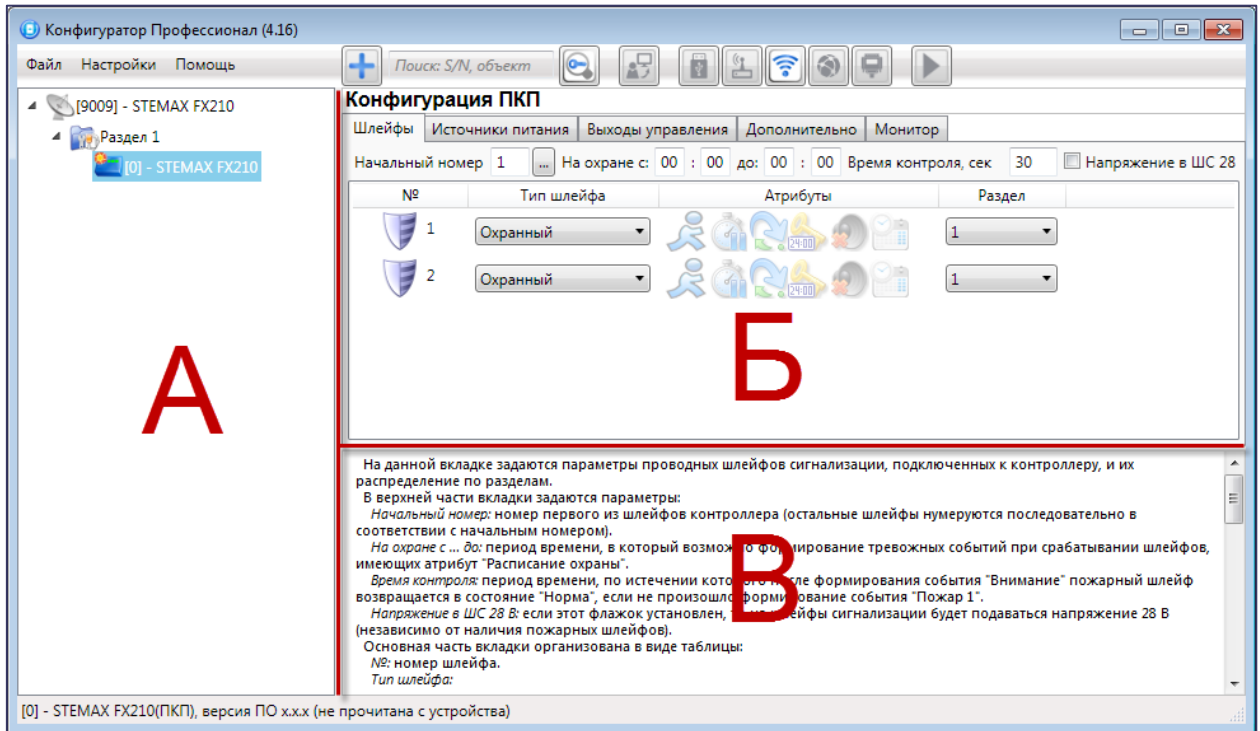 Конфигуратор Профессионал (4.16)
Файл Настройки Помощь
Поиск: S/N, объект
[9009] - STEMAX FX210
Раздел 1
[0] - STEMAX FX210
А
Конфигурация ПКП
Шлейфы Источники питания Выходы управления Дополнительно Монитор
Начальный номер 1 ... На охране с: 00 : 00 до: 00 : 00 Время контроля, сек 30 Напряжение в ШС 28
№ Тип шлейфа Атрибуты Раздел
1 Охранный 24:00 1
2 Охранный 24:00 1
Б
На данной вкладке задаются параметры проводных шлейфов сигнализации, подключенных к контроллеру, и их
распределение по разделам.
В верхней части вкладки задаются параметры:
Начальный номер: номер первого из шлейфов контроллера (остальные шлейфы нумеруются последовательно в
соответствии с начальным номером).
На охране с ... до: период времени, в который возможно формирование тревожных событий при срабатывании шлейфов,
имеющих атрибут "Расписание охраны".
Время контроля: период времени, по истечении которого после формирования события "Внимание" пожарный шлейф
возвращается в состояние "Норма", если не произошло формирование события "Пожар 1".
Напряжение в ШС 28 В: если этот флажок установлен, то на шлейфы сигнализации будет подаваться напряжение 28 В
(независимо от наличия пожарных шлейфов).
Основная часть вкладки организована в виде таблицы:
№: номер шлейфа.
Тип шлейфа:
В
[0] - STEMAX FX210(ПКП), версия ПО x.x.x (не прочитана с устройства)